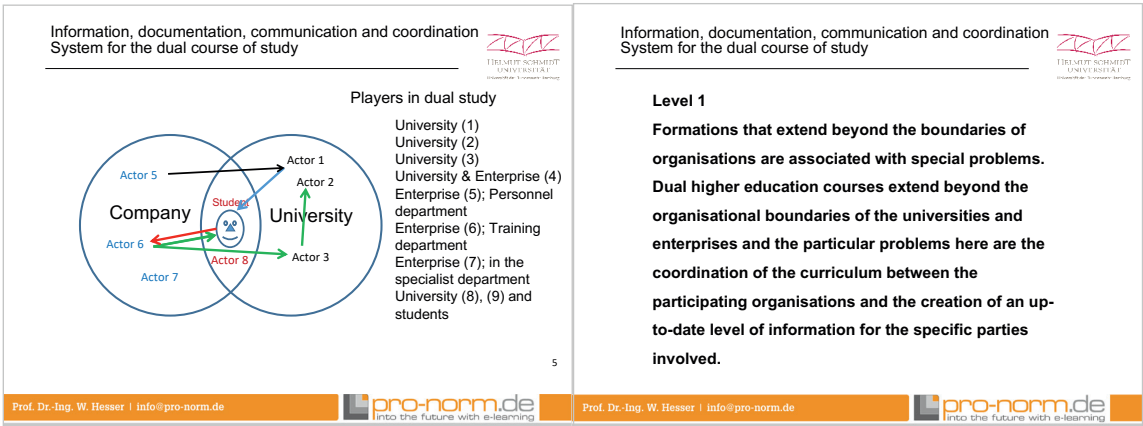 Information, documentation, communication and coordination
System for the dual course of study
HELMUT SCHMIDT
UNIVERSITÄT
Players in dual study
University (1)
University (2)
University (3)
University & Enterprise (4)
Enterprise (5); Personnel
department
Enterprise (6); Training
department
Enterprise (7); in the
specialist department
University (8), (9) and
students
Actor 1
Actor 5
Actor 2
Student
Company
University
Actor 6
Actor 3
Actor 8
Actor 7
5
Prof. Dr.-Ing. W. Hesser | info@pro-norm.de
pro-norm.de
into the future with e-learning
Information, documentation, communication and coordination
System for the dual course of study
HELMUT SCHMIDT
UNIVERSITÄT
Level 1
Formations that extend beyond the boundaries of
organisations are associated with special problems.
Dual higher education courses extend beyond the
organisational boundaries of the universities and
enterprises and the particular problems here are the
coordination of the curriculum between the
participating organisations and the creation of an up-
to-date level of information for the specific parties
involved.
Prof. Dr.-Ing. W. Hesser | info@pro-norm.de
pro-norm.de
into the future with e-learning